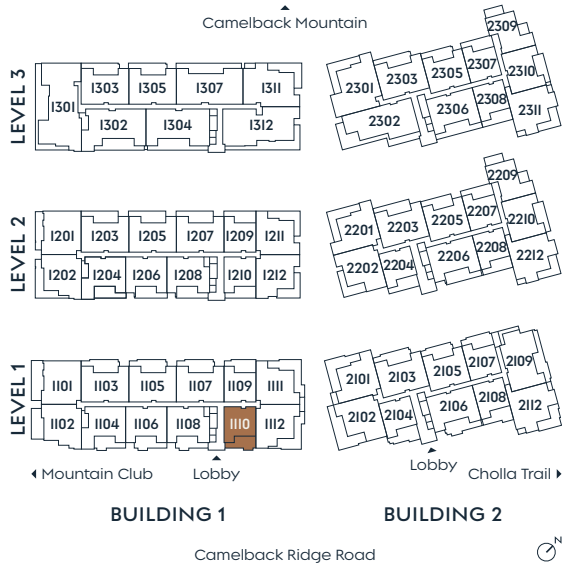 Camelback Mountain
LEVEL 3
1301 1303 1305 1307 1311
1302 1304 1312
2301 2303 2305 2307 2309 2310
2302 2306 2308 2311
LEVEL 2
1201 1203 1205 1207 1209 1211
1202 1204 1206 1208 1210 1212
2201 2203 2205 2207 2209 2210
2202 2204 2206 2208 2212
LEVEL 1
1101 1103 1105 1107 1109 1111
1102 1104 1106 1108 1110 1112
2101 2103 2105 2107 2109
2102 2104 2106 2108 2112
Mountain Club
Lobby
Lobby
Cholla Trail
BUILDING 1
BUILDING 2
Camelback Ridge Road
N